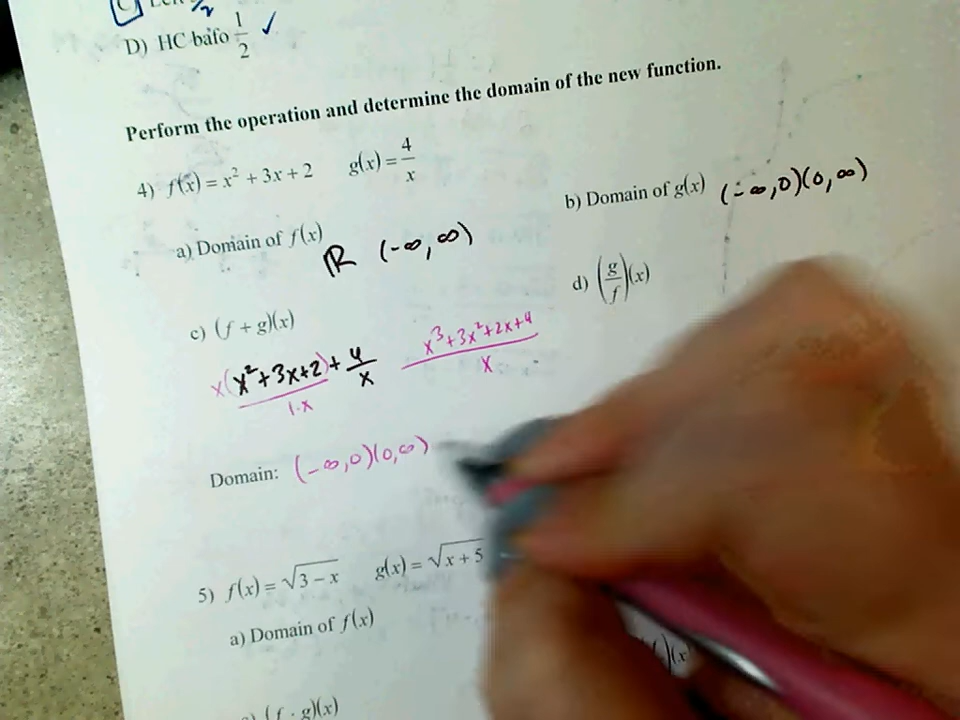 D) HC bafo 1/2 ✓
Perform the operation and determine the domain of the new function.
4) f(x) = x² + 3x + 2 g(x) = 4/x
a) Domain of f(x) ℝ (-∞, ∞)
b) Domain of g(x) (-∞, 0)(0, ∞)
c) (f + g)(x)
d) (g/f)(x)
x(x² + 3x + 2)/1·x + 4/x (x³ + 3x² + 2x + 4)/x
Domain: (-∞, 0)(0, ∞)
5) f(x) = √(3 - x) g(x) = √(x + 5)
a) Domain of f(x)
(f · g)(x)